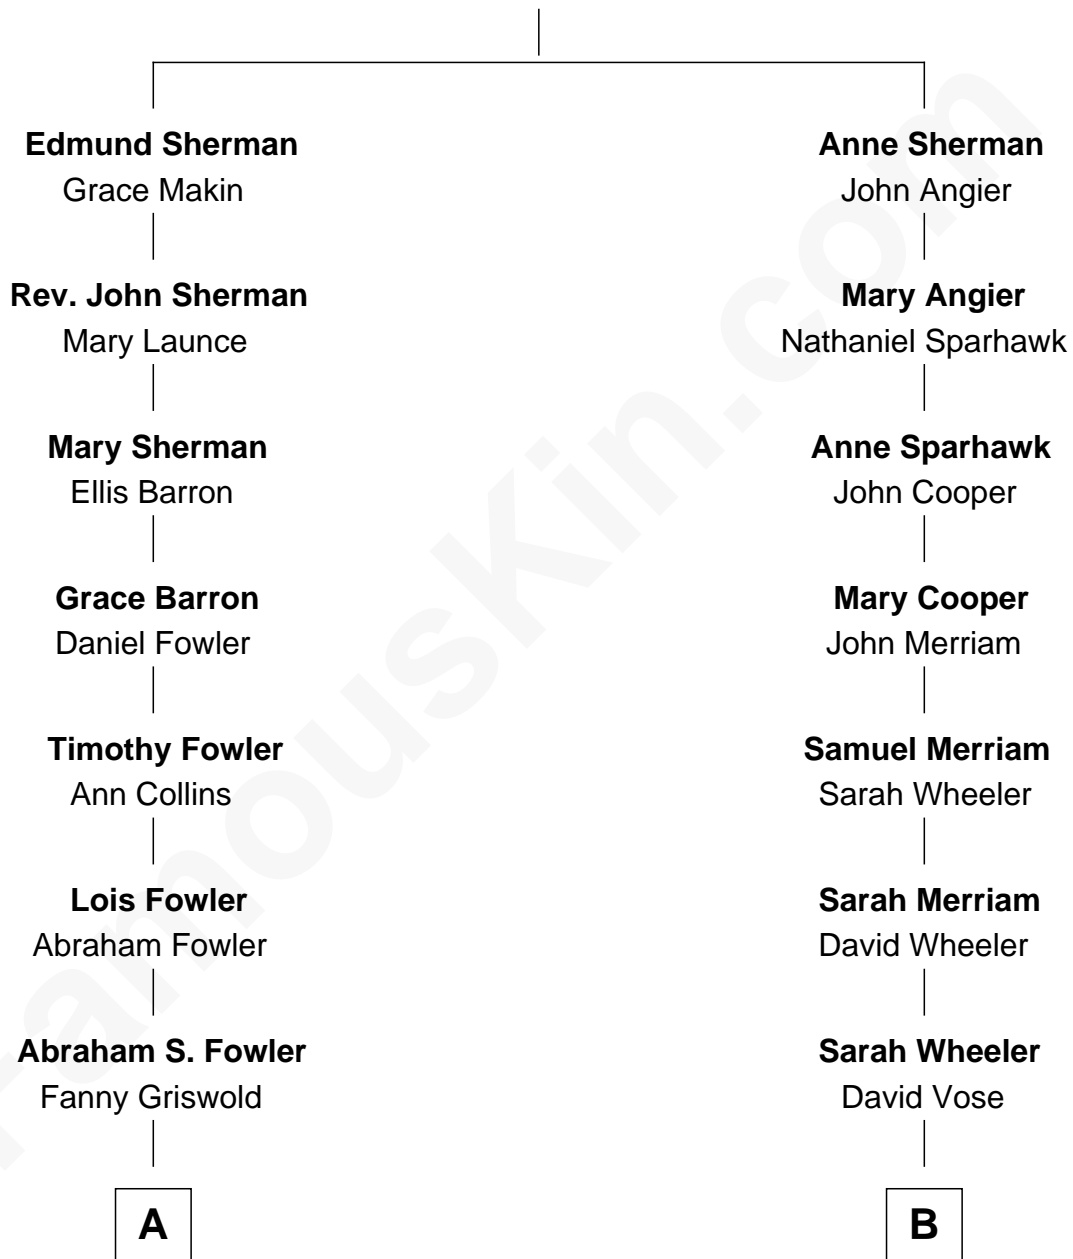 Edmund Sherman
Grace Makin
Rev. John Sherman
Mary Launce
Mary Sherman
Ellis Barron
Grace Barron
Daniel Fowler
Timothy Fowler
Ann Collins
Lois Fowler
Abraham Fowler
Abraham S. Fowler
Fanny Griswold
A
Anne Sherman
John Angier
Mary Angier
Nathaniel Sparhawk
Anne Sparhawk
John Cooper
Mary Cooper
John Merriam
Samuel Merriam
Sarah Wheeler
Sarah Merriam
David Wheeler
Sarah Wheeler
David Vose
B
FamousKin.com